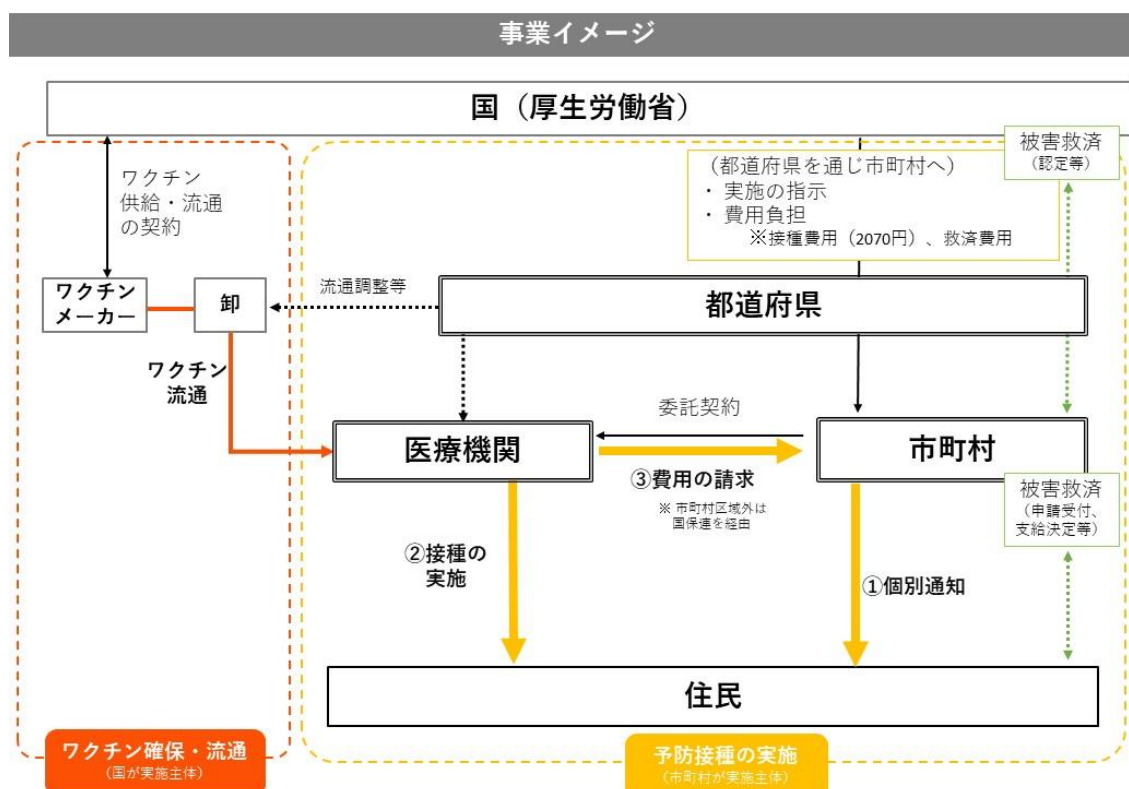 事業イメージ
国（厚生労働省）
被害救済
（認定等）
ワクチン
供給・流通
の契約
（都道府県を通じ市町村へ）
・ 実施の指示
・ 費用負担
※接種費用（2070円）、救済費用
ワクチン
メーカー
卸
流通調整等
都道府県
ワクチン
流通
委託契約
医療機関
市町村
③費用の請求
※ 市町村区域外は
国保連を経由
被害救済
（申請受付、
支給決定等）
②接種の
実施
①個別通知
住民
ワクチン確保・流通
（国が実施主体）
予防接種の実施
（市町村が実施主体）